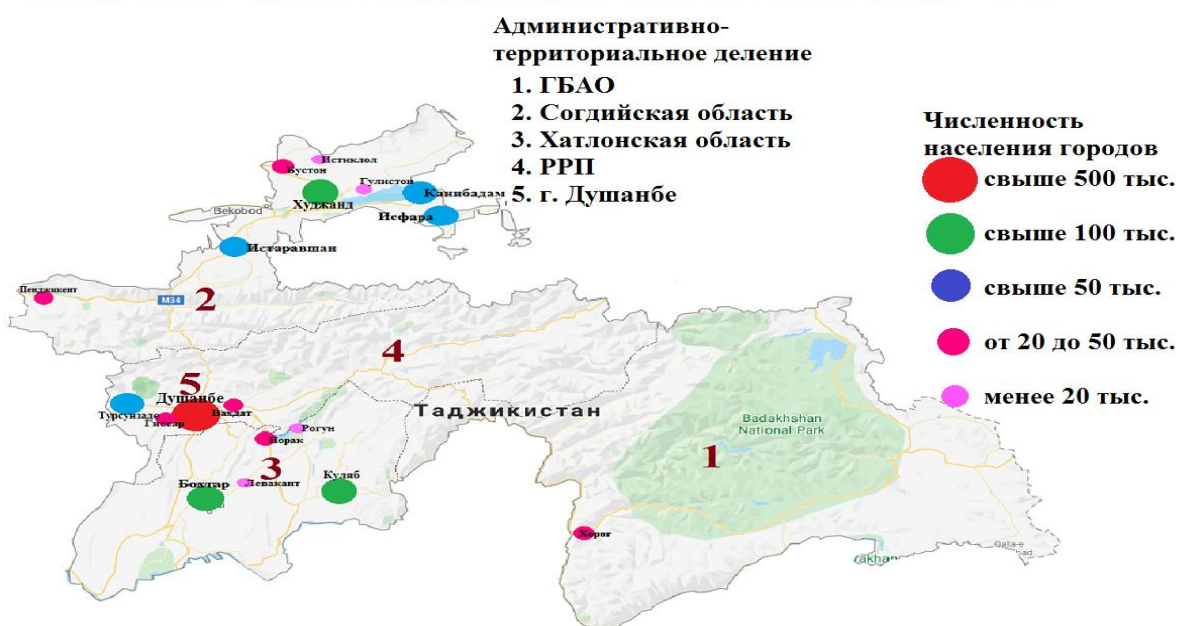 Административно-
территориальное деление
1. ГБАО
2. Согдийская область
3. Хатлонская область
4. РРП
5. г. Душанбе
Численность
населения городов
свыше 500 тыс.
свыше 100 тыс.
свыше 50 тыс.
от 20 до 50 тыс.
менее 20 тыс.
Истиклол
Бустон
Гулистон
Канибадам
Худжанд
Исфара
Bekobod
Истаравшан
Пенджикент
M34
2
4
5
Душанбе
Турсунзаде
Вахдат
Гиссар
Таджикистан
Рогун
Норак
Badakhshan
National Park
1
3
Куляб
Бохтар
Левакант
Хорог
Qala-e